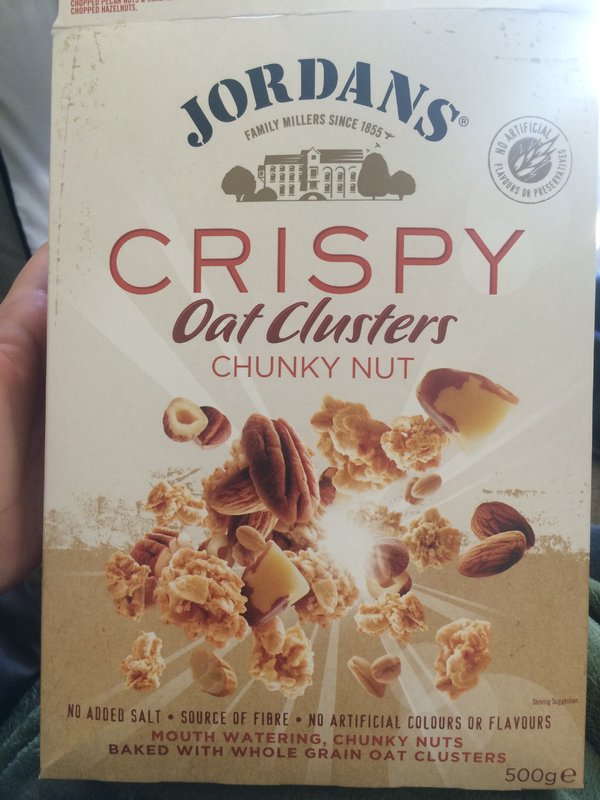 CHOPPED HAZELNUTS.
JORDANS®
FAMILY MILLERS SINCE 1855
NO ARTIFICIAL
FLAVOURS OR PRESERVATIVES
CRISPY
Oat Clusters
CHUNKY NUT
Serving Suggestion
NO ADDED SALT • SOURCE OF FIBRE • NO ARTIFICIAL COLOURS OR FLAVOURS
MOUTH WATERING, CHUNKY NUTS
BAKED WITH WHOLE GRAIN OAT CLUSTERS
500g e